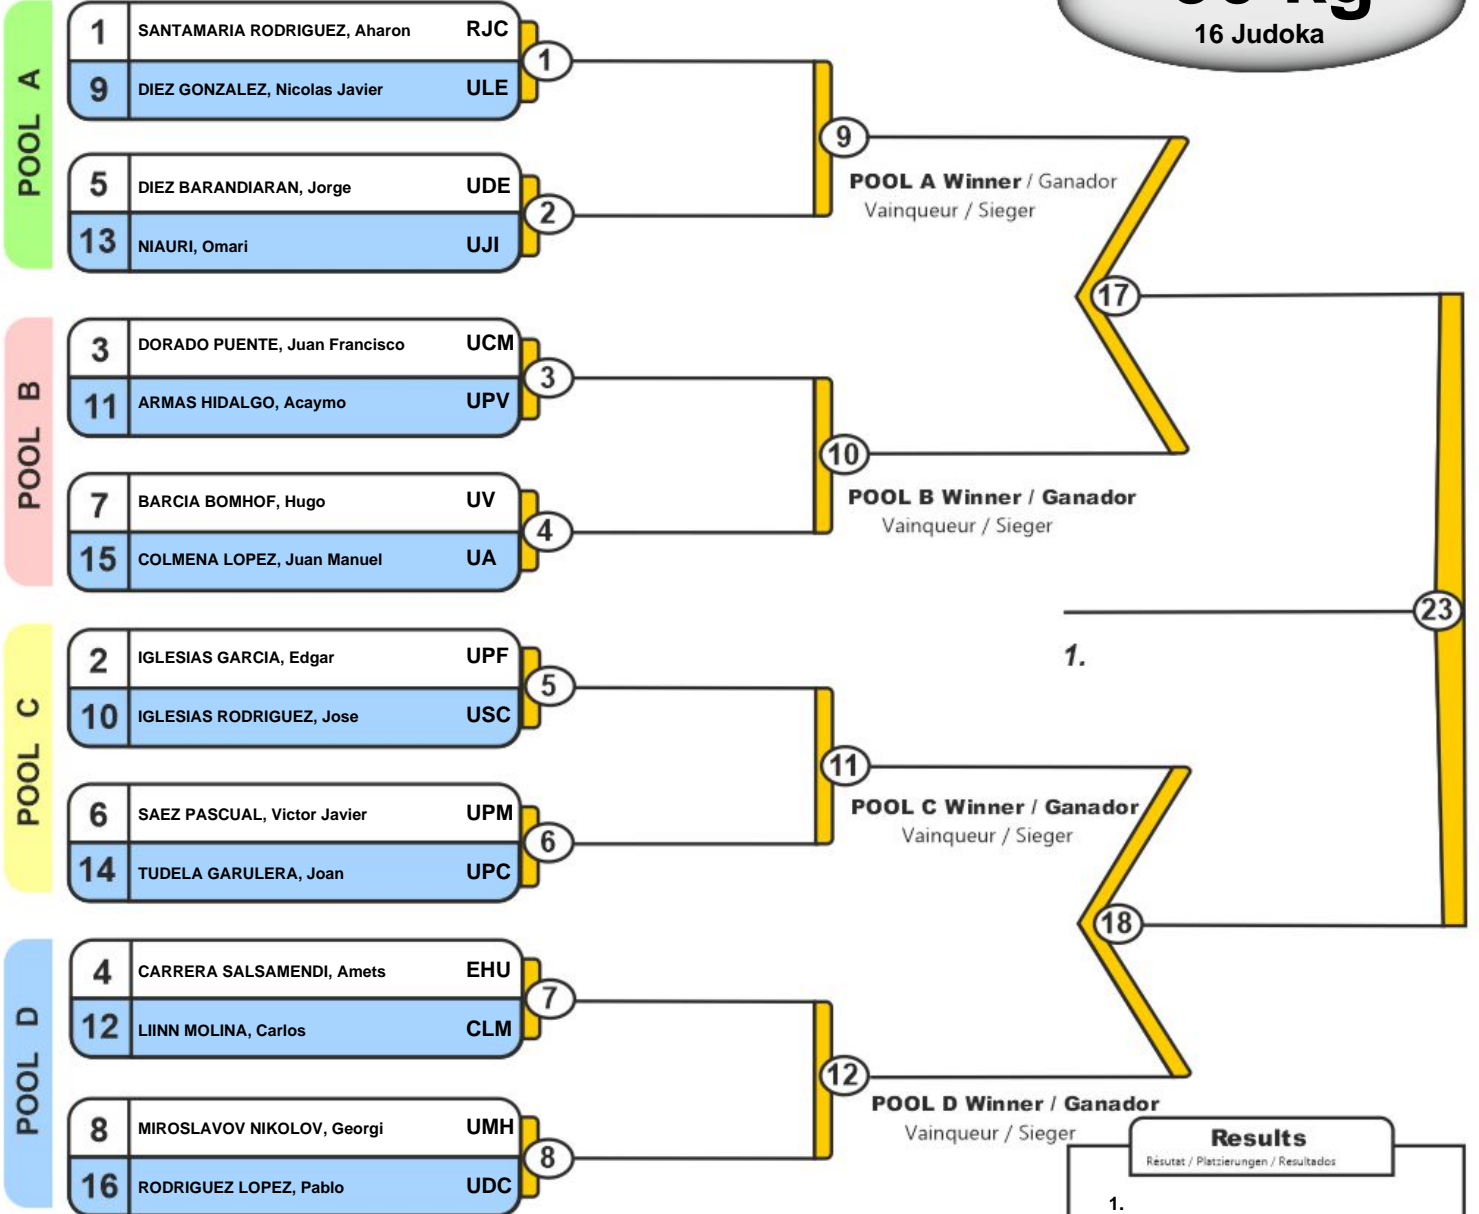 kg
16 Judoka
POOL A
1 SANTAMARIA RODRIGUEZ, Aharon RJC
9 DIEZ GONZALEZ, Nicolas Javier ULE
1
5 DIEZ BARANDIARAN, Jorge UDE
13 NIAURI, Omari UJI
2
9
POOL A Winner / Ganador
Vainqueur / Sieger
POOL B
3 DORADO PUENTE, Juan Francisco UCM
11 ARMAS HIDALGO, Acaymo UPV
3
7 BARCIA BOMHOF, Hugo UV
15 COLMENA LOPEZ, Juan Manuel UA
4
10
POOL B Winner / Ganador
Vainqueur / Sieger
17
POOL C
2 IGLESIAS GARCIA, Edgar UPF
10 IGLESIAS RODRIGUEZ, Jose USC
5
6 SAEZ PASCUAL, Victor Javier UPM
14 TUDELA GARULERA, Joan UPC
6
11
POOL C Winner / Ganador
Vainqueur / Sieger
POOL D
4 CARRERA SALSAMENDI, Amets EHU
12 LIINN MOLINA, Carlos CLM
7
8 MIROSLAVOV NIKOLOV, Georgi UMH
16 RODRIGUEZ LOPEZ, Pablo UDC
8
12
POOL D Winner / Ganador
Vainqueur / Sieger
18
23
1.
Results
Résutat / Platzierungen / Resultados
1.